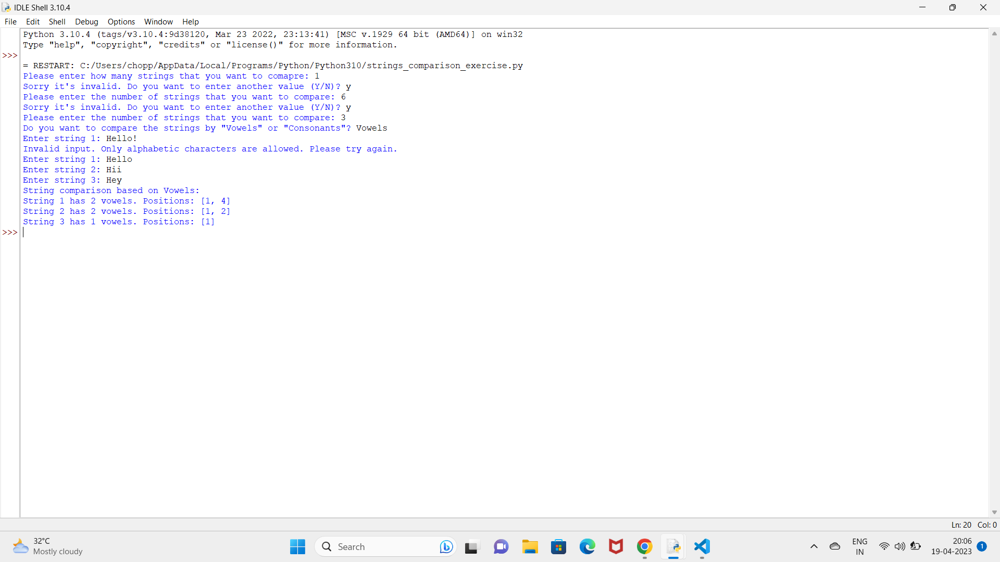 IDLE Shell 3.10.4
File Edit Shell Debug Options Window Help
Python 3.10.4 (tags/v3.10.4:9d38120, Mar 23 2022, 23:13:41) [MSC v.1929 64 bit (AMD64)] on win32
Type "help", "copyright", "credits" or "license()" for more information.
>>>
= RESTART: C:/Users/chopp/AppData/Local/Programs/Python/Python310/strings_comparison_exercise.py
Please enter how many strings that you want to comapre: 1
Sorry it's invalid. Do you want to enter another value (Y/N)? y
Please enter the number of strings that you want to compare: 6
Sorry it's invalid. Do you want to enter another value (Y/N)? y
Please enter the number of strings that you want to compare: 3
Do you want to compare the strings by "Vowels" or "Consonants"? Vowels
Enter string 1: Hello!
Invalid input. Only alphabetic characters are allowed. Please try again.
Enter string 1: Hello
Enter string 2: Hii
Enter string 3: Hey
String comparison based on Vowels:
String 1 has 2 vowels. Positions: [1, 4]
String 2 has 2 vowels. Positions: [1, 2]
String 3 has 1 vowels. Positions: [1]
>>>
Ln: 20 Col: 0
32°C
Mostly cloudy
Search
ENG
IN
20:06
19-04-2023
1